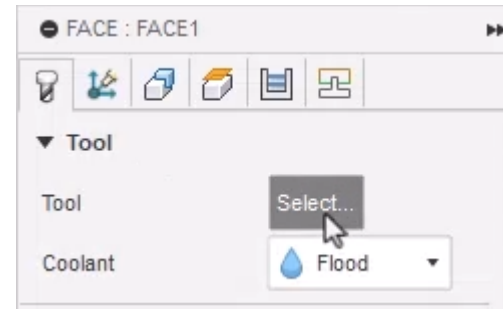 FACE : FACE1
Tool
Tool Select...
Coolant Flood